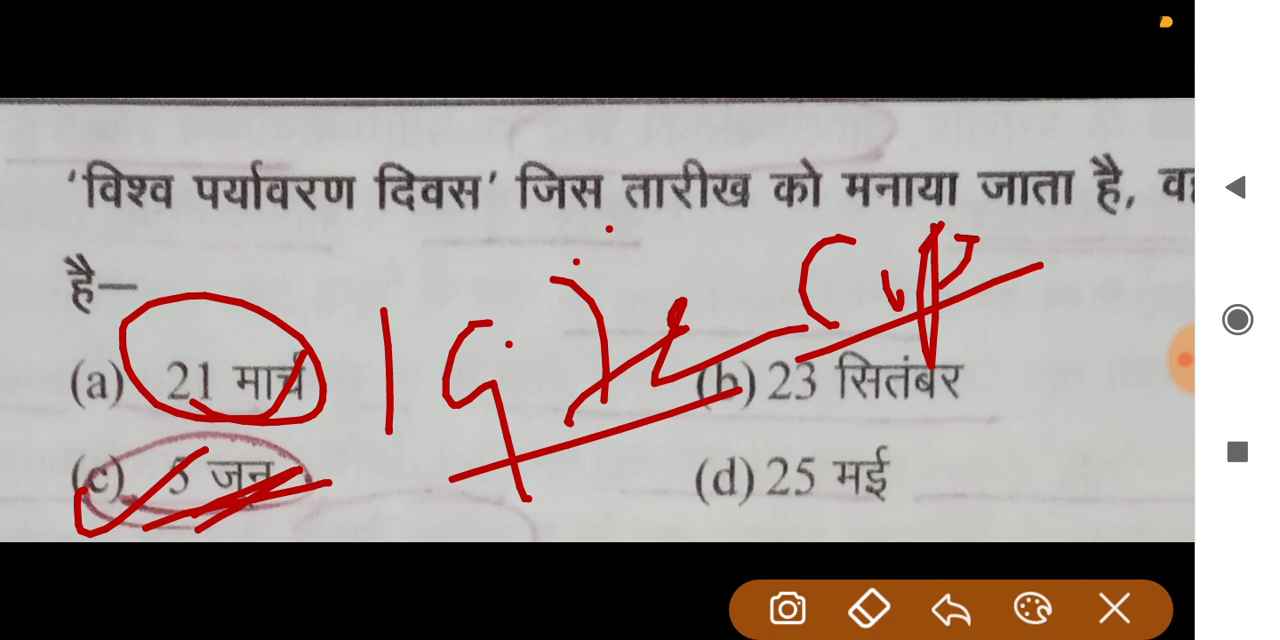 ‘विश्व पर्यावरण दिवस’ जिस तारीख को मनाया जाता है,
है—
(a) 21 मार्च
(b) 23 सितंबर
(c) 5 जून
(d) 25 मई